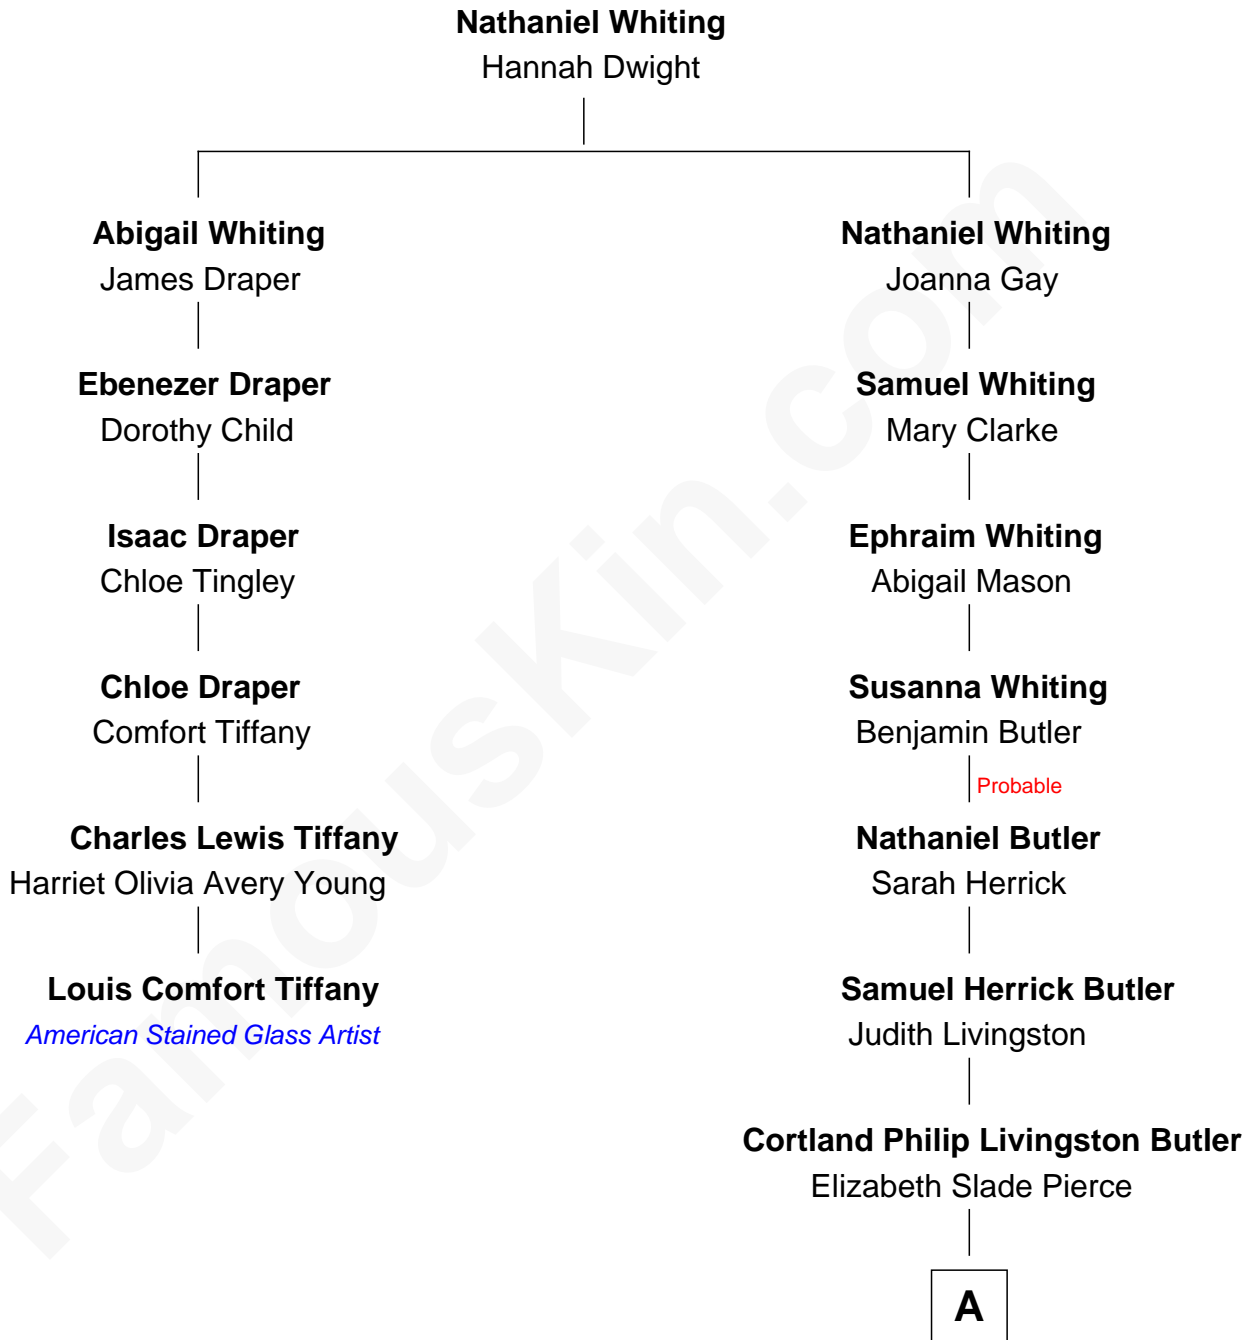 Nathaniel Whiting
Hannah Dwight
Abigail Whiting
James Draper
Nathaniel Whiting
Joanna Gay
Ebenezer Draper
Dorothy Child
Samuel Whiting
Mary Clarke
Isaac Draper
Chloe Tingley
Ephraim Whiting
Abigail Mason
Chloe Draper
Comfort Tiffany
Susanna Whiting
Benjamin Butler
Probable
Charles Lewis Tiffany
Harriet Olivia Avery Young
Nathaniel Butler
Sarah Herrick
Louis Comfort Tiffany
American Stained Glass Artist
Samuel Herrick Butler
Judith Livingston
Cortland Philip Livingston Butler
Elizabeth Slade Pierce
A
FamousKin.com